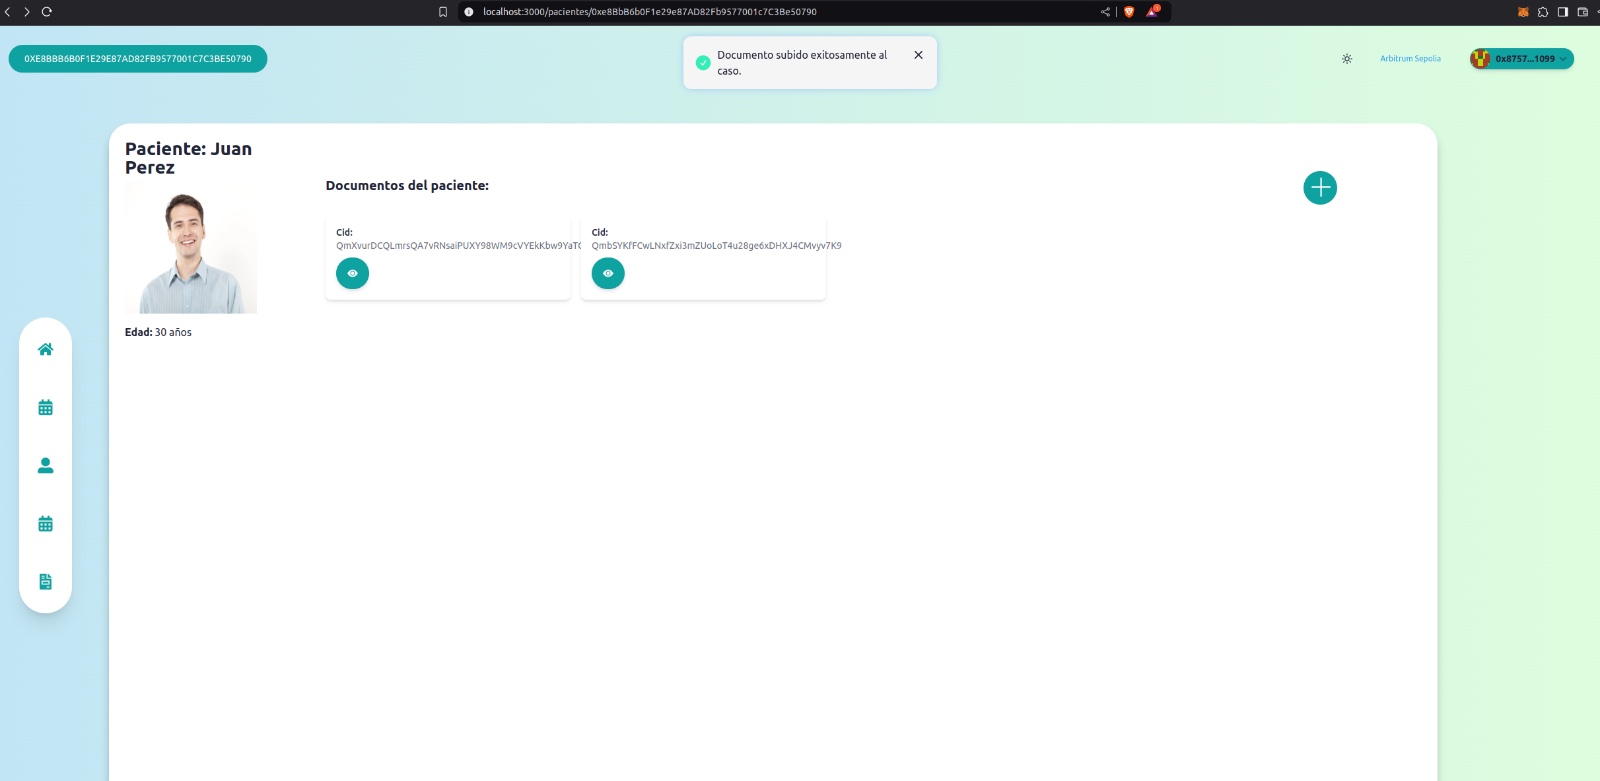 localhost:3000/pacientes/0xe8BbB6b0F1e29e87AD82Fb9577001c7C3Be50790
0XE8BBB6B0F1E29E87AD82FB9577001C7C3BE50790
Documento subido exitosamente al
caso.
Arbitrum Sepolia
0x8757...1099
Paciente: Juan
Perez
Documentos del paciente:
Cid:
QmXvurDCQLmrsQA7vRNsaiPUXY98WM9cVYEkKbw9YaT
Cid:
QmbSYKfFCwLNxfZxi3mZUoLoT4u28ge6xDHXJ4CMvyv7K9
Edad: 30 años